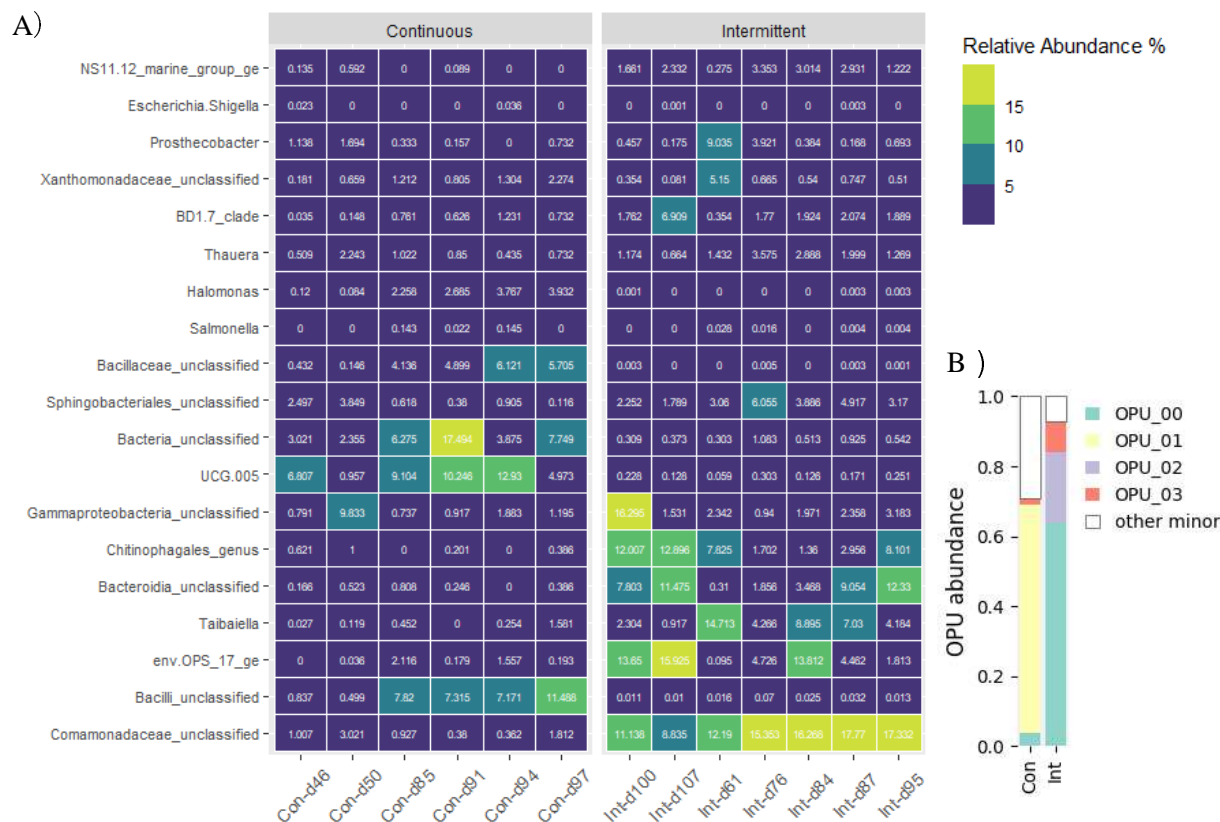 A)
Continuous Intermittent
Relative Abundance %
15
10
5
NS11.12_marine_group_ge 0.135 0.592 0 0.089 0 0 1.661 2.332 0.275 3.353 3.014 2.931 1.222
Escherichia.Shigella 0.023 0 0 0 0.036 0 0 0.001 0 0 0 0.003 0
Prosthecobacter 1.138 1.694 0.333 0.157 0 0.732 0.457 0.175 9.035 3.921 0.384 0.168 0.693
Xanthomonadaceae_unclassified 0.181 0.659 1.212 0.805 1.304 2.274 0.354 0.081 5.15 0.665 0.54 0.747 0.51
BD1.7_clade 0.035 0.148 0.761 0.626 1.231 0.732 1.762 6.909 0.354 1.77 1.924 2.074 1.889
Thauera 0.509 2.243 1.022 0.85 0.435 0.732 1.174 0.664 1.432 3.575 2.888 1.999 1.269
Halomonas 0.12 0.084 2.258 2.685 3.767 3.932 0.001 0 0 0 0 0.003 0.003
Salmonella 0 0 0.143 0.022 0.145 0 0 0 0.028 0.016 0 0.004 0.004
Bacillaceae_unclassified 0.432 0.146 4.136 4.899 6.121 5.705 0.003 0 0 0.005 0 0.003 0.001
Sphingobacteriales_unclassified 2.497 3.849 0.618 0.38 0.905 0.116 2.252 1.789 3.06 6.055 3.886 4.917 3.17
Bacteria_unclassified 3.021 2.355 6.275 17.494 3.875 7.749 0.309 0.373 0.303 1.083 0.513 0.925 0.542
UCG.005 6.807 0.957 9.104 10.246 12.93 4.973 0.228 0.128 0.059 0.303 0.126 0.171 0.251
Gammaproteobacteria_unclassified 0.791 9.833 0.737 0.917 1.883 1.195 16.295 1.531 2.342 0.94 1.971 2.358 3.183
Chitinophagales_genus 0.621 1 0 0.201 0 0.386 12.007 12.896 7.825 1.702 1.36 2.956 8.101
Bacteroidia_unclassified 0.166 0.523 0.808 0.246 0 0.386 7.803 11.475 0.31 1.856 3.468 9.054 12.33
Taibaiella 0.027 0.119 0.452 0 0.254 1.581 2.304 0.917 14.713 4.266 8.895 7.03 4.184
env.OPS_17_ge 0 0.036 2.116 0.179 1.557 0.193 13.65 15.925 0.095 4.726 13.812 4.462 1.813
Bacilli_unclassified 0.837 0.499 7.82 7.315 7.171 11.488 0.011 0.01 0.016 0.07 0.025 0.032 0.013
Comamonadaceae_unclassified 1.007 3.021 0.927 0.38 0.362 1.812 11.138 8.835 12.19 15.353 16.268 17.77 17.332
Con-d46 Con-d50 Con-d85 Con-d91 Con-d94 Con-d97 Int-d100 Int-d107 Int-d61 Int-d76 Int-d84 Int-d87 Int-d95
B )
OPU abundance
1.0
0.8
0.6
0.4
0.2
0.0
Con Int
OPU_00
OPU_01
OPU_02
OPU_03
other minor